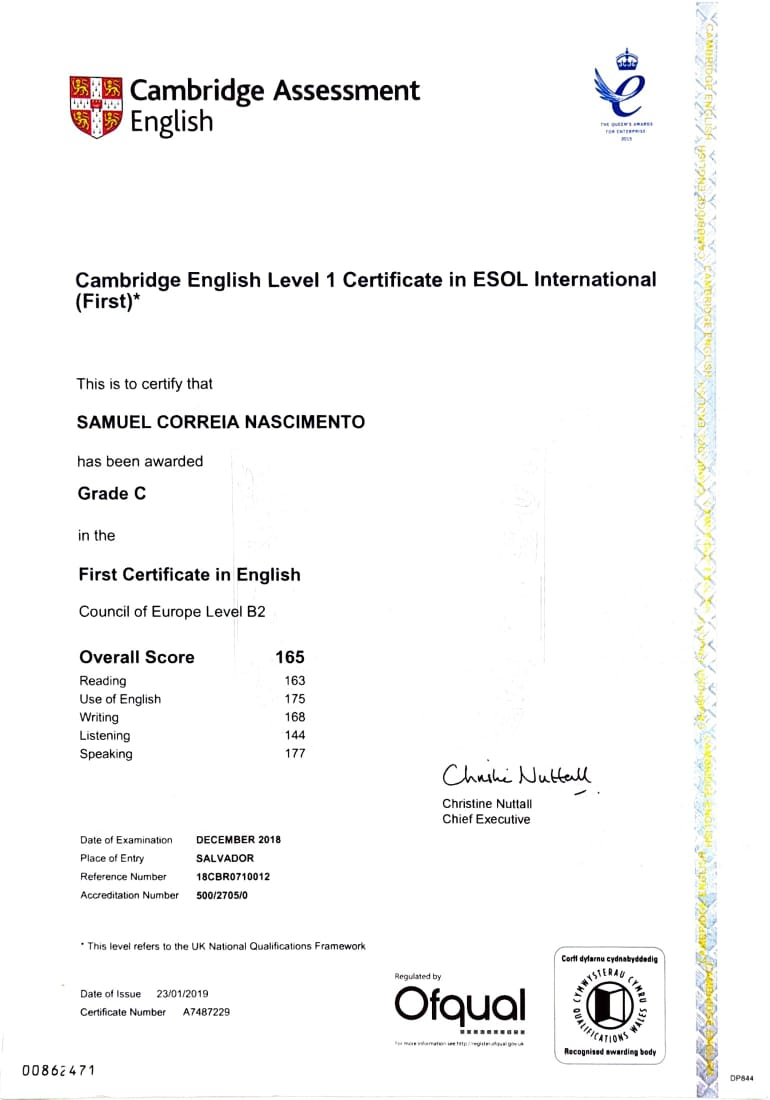 Cambridge Assessment
English
THE QUEEN'S AWARDS
FOR ENTERPRISE
2015
Cambridge English Level 1 Certificate in ESOL International
(First)*
This is to certify that
SAMUEL CORREIA NASCIMENTO
has been awarded
Grade C
in the
First Certificate in English
Council of Europe Level B2
Overall Score 165
Reading 163
Use of English 175
Writing 168
Listening 144
Speaking 177
Christine Nuttall
Christine Nuttall
Chief Executive
Date of Examination DECEMBER 2018
Place of Entry SALVADOR
Reference Number 18CBR0710012
Accreditation Number 500/2705/0
* This level refers to the UK National Qualifications Framework
Date of Issue 23/01/2019
Certificate Number A7487229
Regulated by
Ofqual
For more information see http://register.ofqual.gov.uk
Corff dyfarnu cydnabyddedig
CYMWYSTERAU CYMRU
QUALIFICATIONS WALES
Recognised awarding body
DP844
CAMBRIDGE ENGLISH